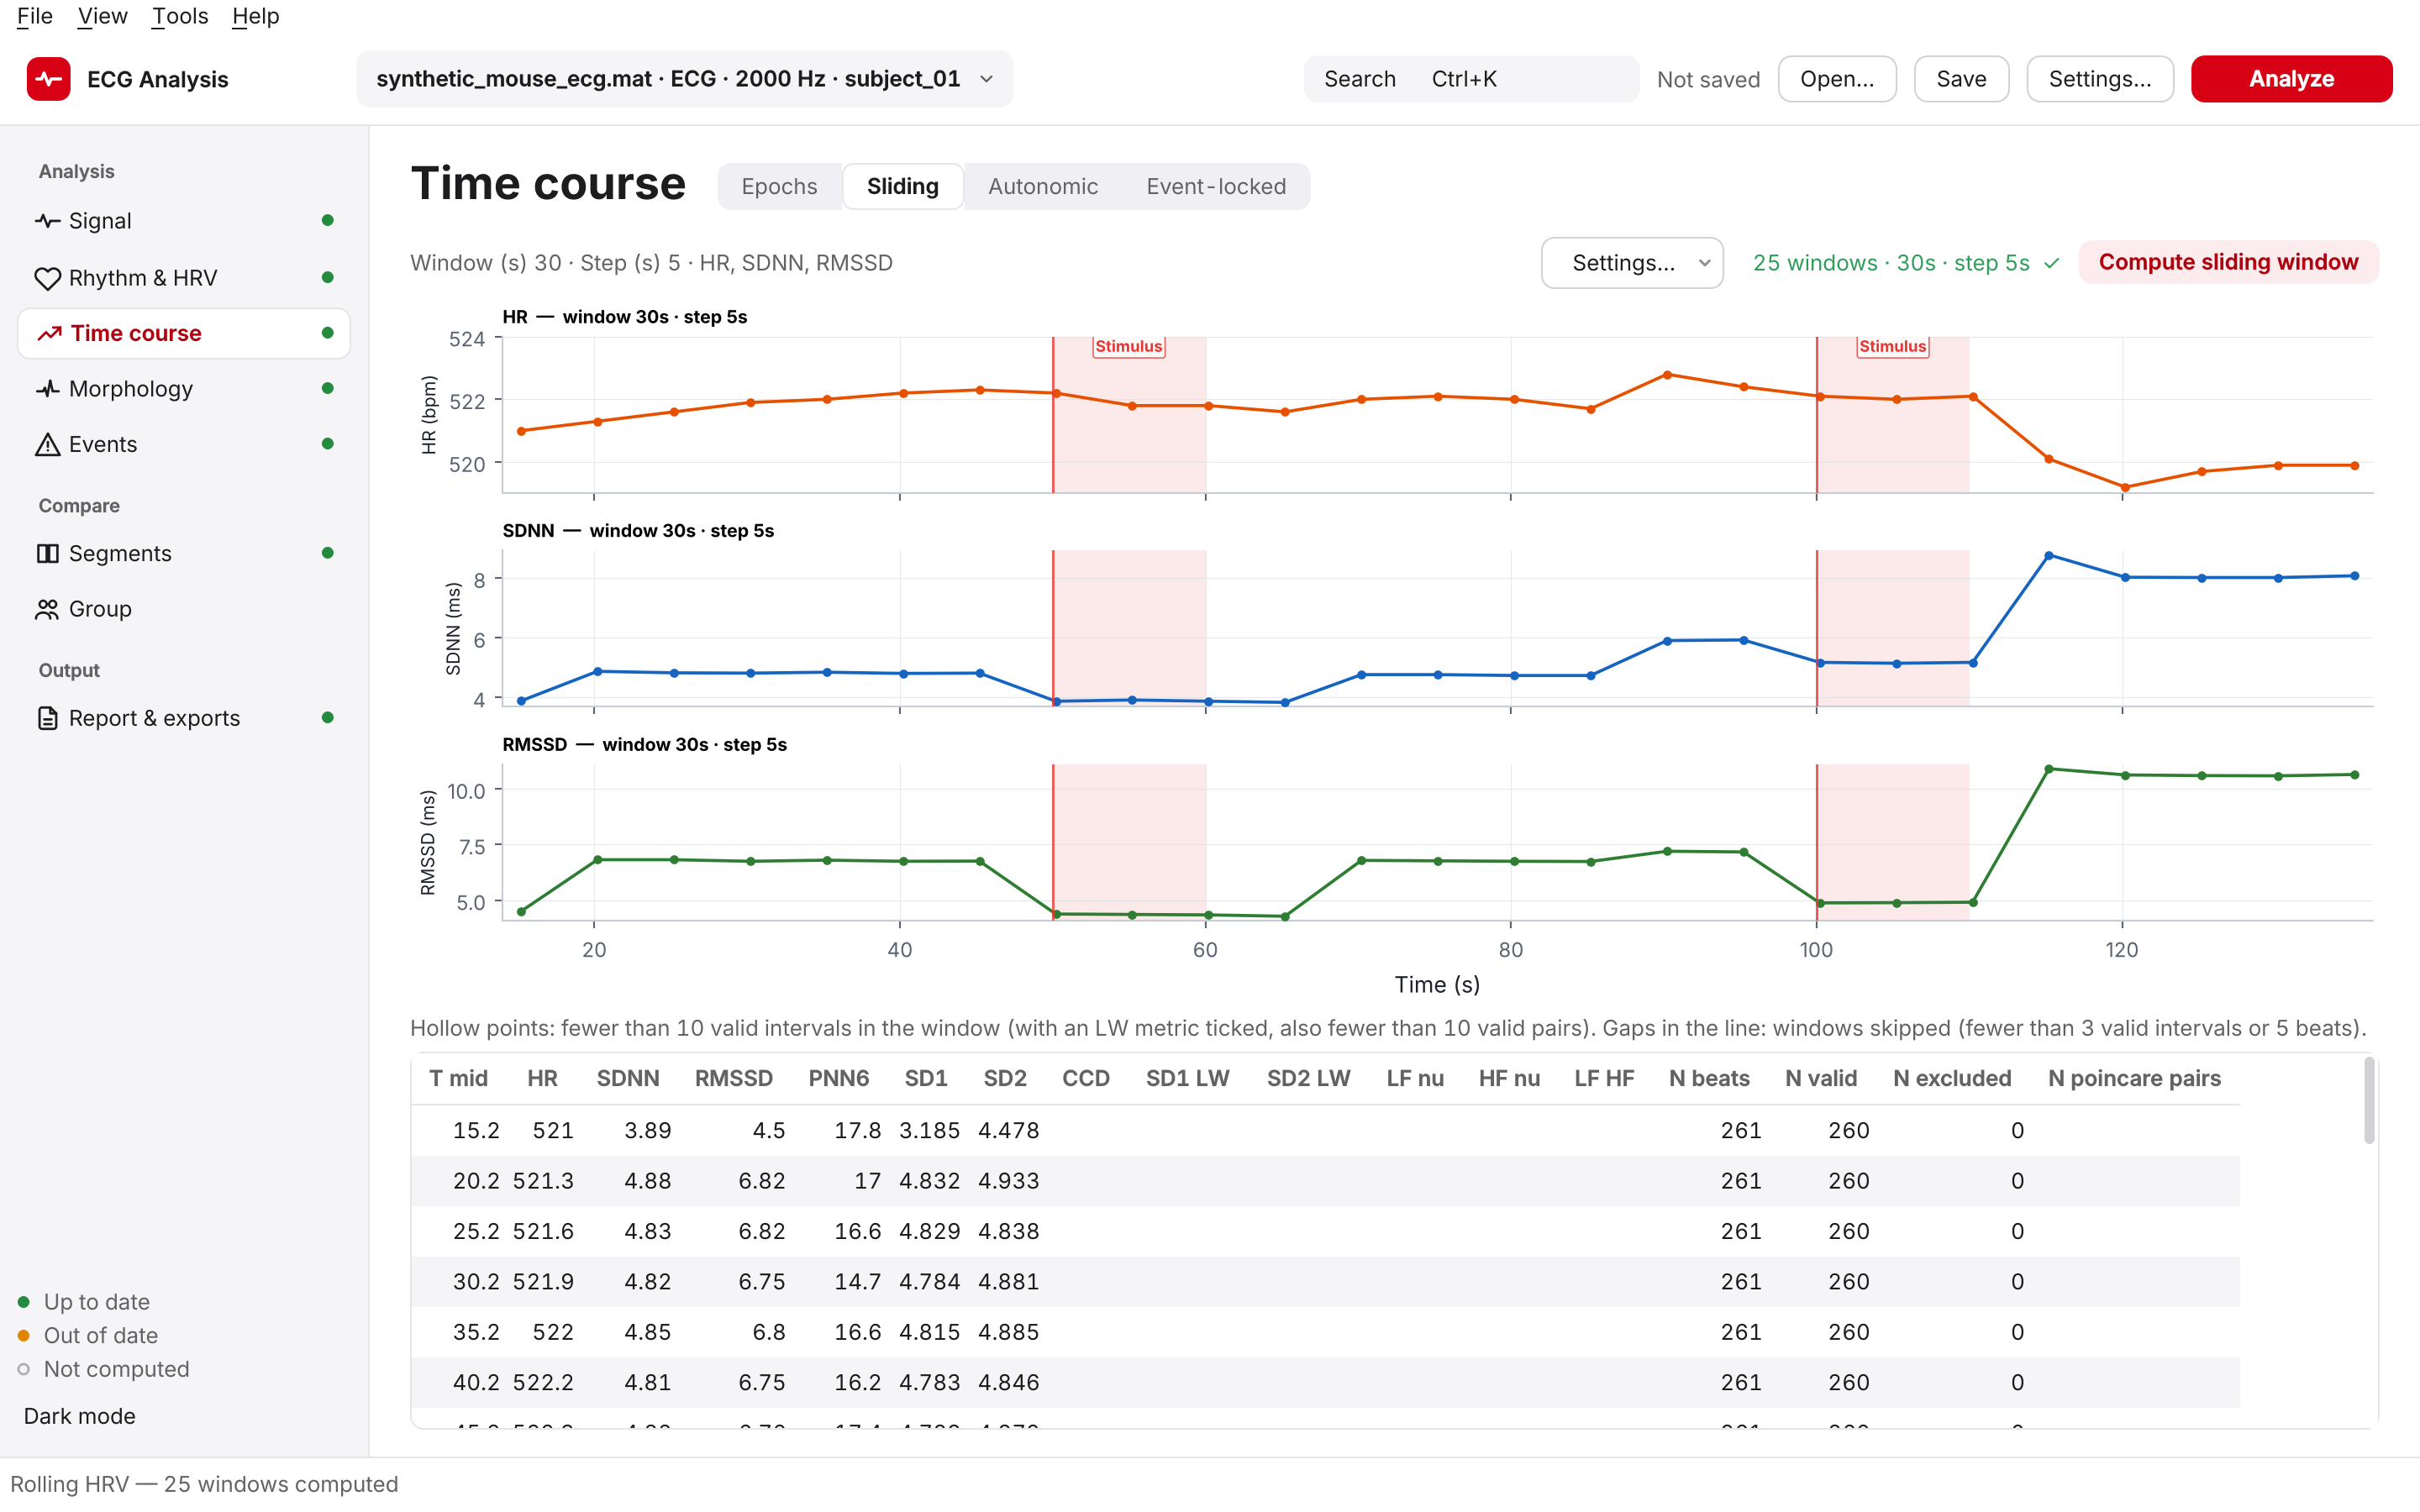 File View Tools Help
ECG Analysis
synthetic_mouse_ecg.mat · ECG · 2000 Hz · subject_01
Search Ctrl+K
Not saved
Open...
Save
Settings...
Analyze
Analysis
Signal
Rhythm & HRV
Time course
Morphology
Events
Compare
Segments
Group
Output
Report & exports
Up to date
Out of date
Not computed
Dark mode
Time course
Epochs Sliding Autonomic Event-locked
Window (s) 30 · Step (s) 5 · HR, SDNN, RMSSD
Settings...
25 windows · 30s · step 5s ✓
Compute sliding window
HR — window 30s · step 5s
HR (bpm)
524
522
520
Stimulus
Stimulus
SDNN — window 30s · step 5s
SDNN (ms)
8
6
4
RMSSD — window 30s · step 5s
RMSSD (ms)
10.0
7.5
5.0
20 40 60 80 100 120
Time (s)
Hollow points: fewer than 10 valid intervals in the window (with an LW metric ticked, also fewer than 10 valid pairs). Gaps in the line: windows skipped (fewer than 3 valid intervals or 5 beats).
T mid HR SDNN RMSSD PNN6 SD1 SD2 CCD SD1 LW SD2 LW LF nu HF nu LF HF N beats N valid N excluded N poincare pairs
15.2 521 3.89 4.5 17.8 3.185 4.478 261 260 0
20.2 521.3 4.88 6.82 17 4.832 4.933 261 260 0
25.2 521.6 4.83 6.82 16.6 4.829 4.838 261 260 0
30.2 521.9 4.82 6.75 14.7 4.784 4.881 261 260 0
35.2 522 4.85 6.8 16.6 4.815 4.885 261 260 0
40.2 522.2 4.81 6.75 16.2 4.783 4.846 261 260 0
Rolling HRV — 25 windows computed